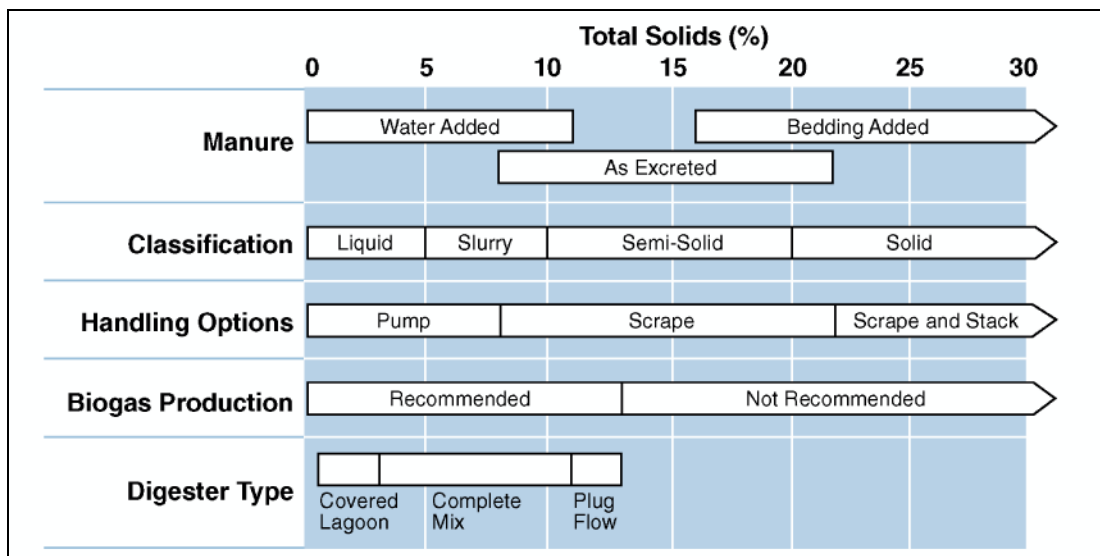 Total Solids (%)
0 5 10 15 20 25 30
Manure
Water Added
Bedding Added
As Excreted
Classification
Liquid
Slurry
Semi-Solid
Solid
Handling Options
Pump
Scrape
Scrape and Stack
Biogas Production
Recommended
Not Recommended
Digester Type
Covered
Lagoon
Complete
Mix
Plug
Flow